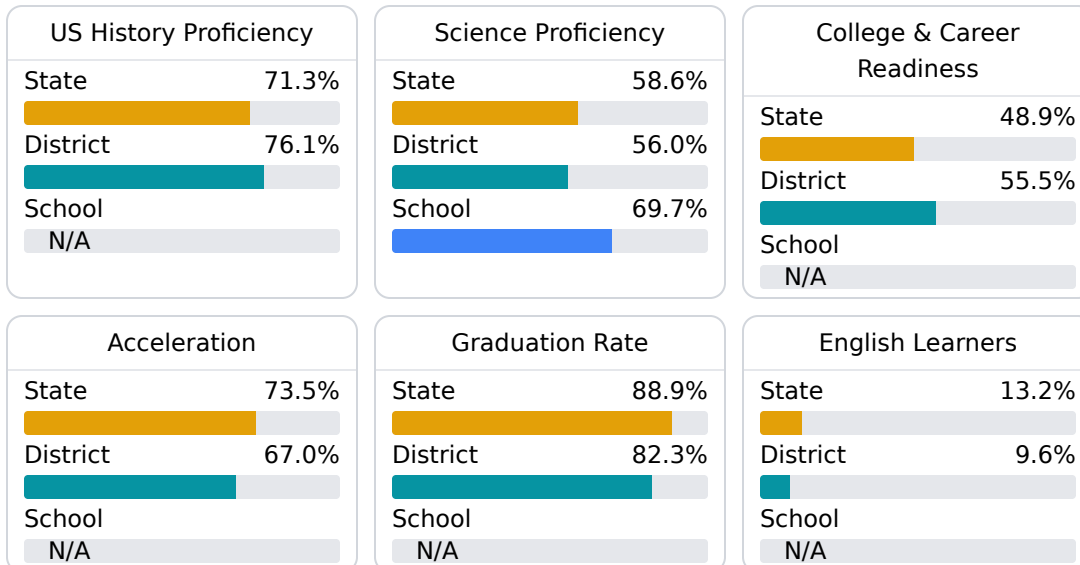 US History Proficiency
State 71.3%
District 76.1%
School
N/A
Science Proficiency
State 58.6%
District 56.0%
School 69.7%
College & Career
Readiness
State 48.9%
District 55.5%
School
N/A
Acceleration
State 73.5%
District 67.0%
School
N/A
Graduation Rate
State 88.9%
District 82.3%
School
N/A
English Learners
State 13.2%
District 9.6%
School
N/A